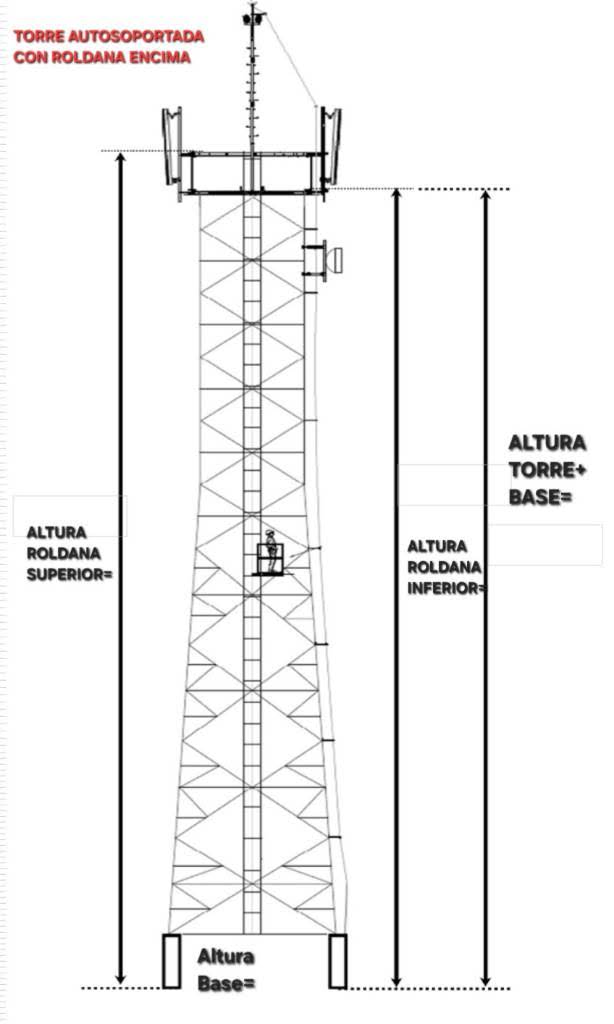 TORRE AUTOSOPORTADA
CON ROLDANA ENCIMA
ALTURA
TORRE+
BASE=
ALTURA
ROLDANA
SUPERIOR=
ALTURA
ROLDANA
INFERIOR=
Altura
Base=